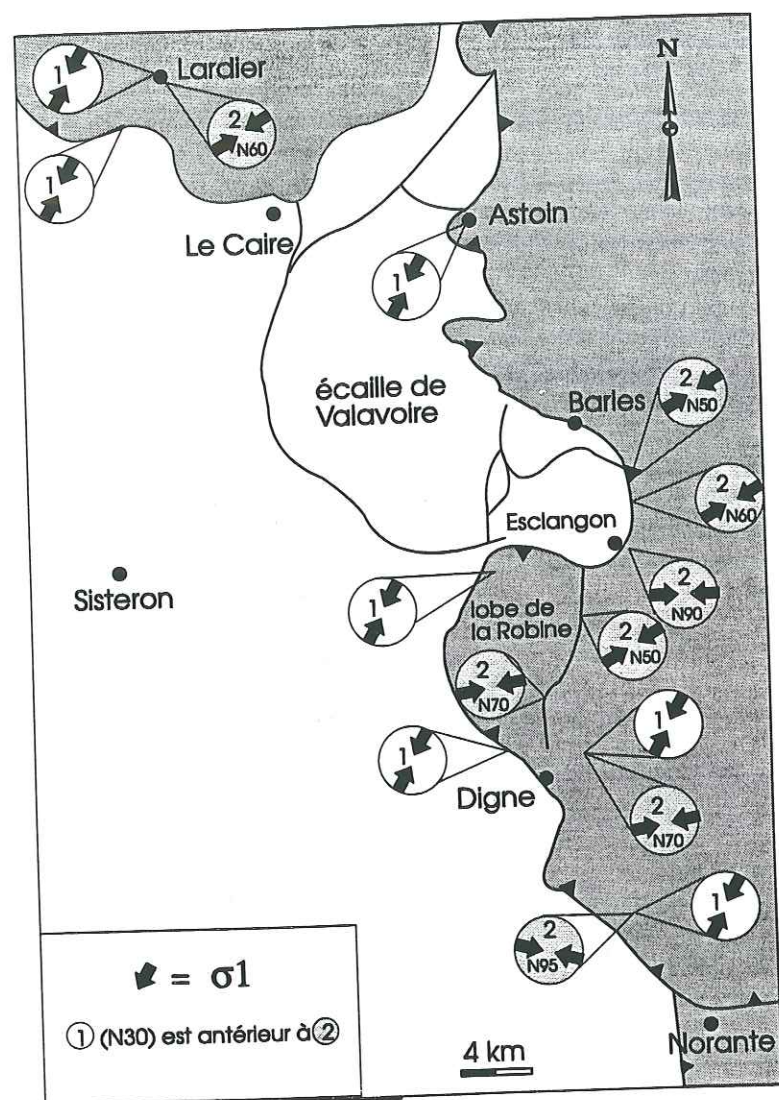 N
1
Lardier
2
N60
1
Le Caire
Astoin
1
écaille de
Valavoire
Barles
2
N50
2
N60
Esclangon
Sisteron
1
lobe de
la Robine
2
N90
2
N50
2
N70
1
1
Digne
2
N70
1
2
N95
= σ1
1 (N30) est antérieur à 2
4 km
Norante